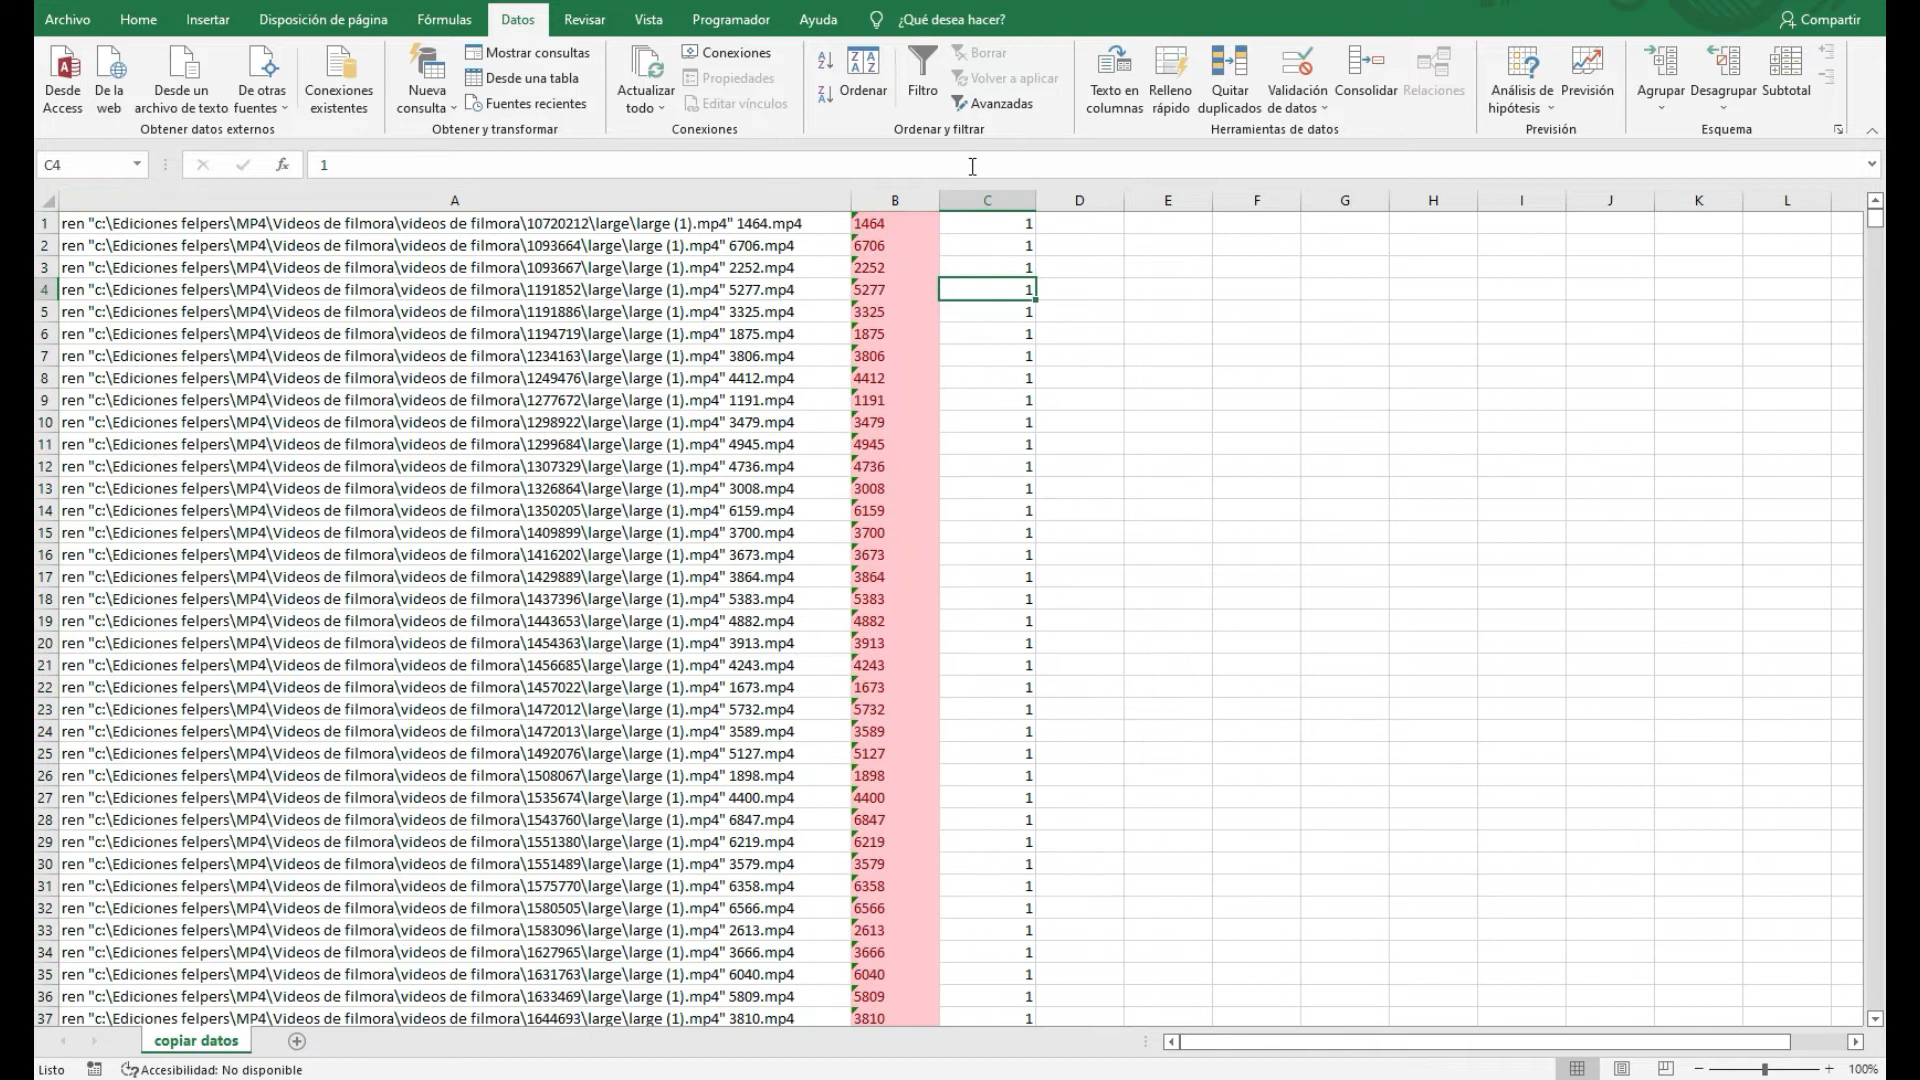 Archivo Home Insertar Disposición de página Fórmulas Datos Revisar Vista Programador Ayuda ¿Qué desea hacer? Compartir
Desde Access
De la web
Desde un archivo de texto
De otras fuentes
Conexiones existentes
Obtener datos externos
Nueva consulta
Mostrar consultas
Desde una tabla
Fuentes recientes
Obtener y transformar
Actualizar todo
Conexiones
Propiedades
Editar vínculos
Conexiones
Ordenar
Filtro
Borrar
Volver a aplicar
Avanzadas
Ordenar y filtrar
Texto en columnas
Relleno rápido
Quitar duplicados
Validación de datos
Consolidar
Relaciones
Herramientas de datos
Análisis de hipótesis
Previsión
Previsión
Agrupar
Desagrupar
Subtotal
Esquema
C4 fx 1
A B C D E F G H I J K L
1 ren "c:\Ediciones felpers\MP4\Videos de filmora\videos de filmora\10720212\large\large (1).mp4" 1464.mp4 1464 1
2 ren "c:\Ediciones felpers\MP4\Videos de filmora\videos de filmora\1093664\large\large (1).mp4" 6706.mp4 6706 1
3 ren "c:\Ediciones felpers\MP4\Videos de filmora\videos de filmora\1093667\large\large (1).mp4" 2252.mp4 2252 1
4 ren "c:\Ediciones felpers\MP4\Videos de filmora\videos de filmora\1191852\large\large (1).mp4" 5277.mp4 5277 1
5 ren "c:\Ediciones felpers\MP4\Videos de filmora\videos de filmora\1191886\large\large (1).mp4" 3325.mp4 3325 1
6 ren "c:\Ediciones felpers\MP4\Videos de filmora\videos de filmora\1194719\large\large (1).mp4" 1875.mp4 1875 1
7 ren "c:\Ediciones felpers\MP4\Videos de filmora\videos de filmora\1234163\large\large (1).mp4" 3806.mp4 3806 1
8 ren "c:\Ediciones felpers\MP4\Videos de filmora\videos de filmora\1249476\large\large (1).mp4" 4412.mp4 4412 1
9 ren "c:\Ediciones felpers\MP4\Videos de filmora\videos de filmora\1277672\large\large (1).mp4" 1191.mp4 1191 1
10 ren "c:\Ediciones felpers\MP4\Videos de filmora\videos de filmora\1298922\large\large (1).mp4" 3479.mp4 3479 1
11 ren "c:\Ediciones felpers\MP4\Videos de filmora\videos de filmora\1299684\large\large (1).mp4" 4945.mp4 4945 1
12 ren "c:\Ediciones felpers\MP4\Videos de filmora\videos de filmora\1307329\large\large (1).mp4" 4736.mp4 4736 1
13 ren "c:\Ediciones felpers\MP4\Videos de filmora\videos de filmora\1326864\large\large (1).mp4" 3008.mp4 3008 1
14 ren "c:\Ediciones felpers\MP4\Videos de filmora\videos de filmora\1350205\large\large (1).mp4" 6159.mp4 6159 1
15 ren "c:\Ediciones felpers\MP4\Videos de filmora\videos de filmora\1409899\large\large (1).mp4" 3700.mp4 3700 1
16 ren "c:\Ediciones felpers\MP4\Videos de filmora\videos de filmora\1416202\large\large (1).mp4" 3673.mp4 3673 1
17 ren "c:\Ediciones felpers\MP4\Videos de filmora\videos de filmora\1429889\large\large (1).mp4" 3864.mp4 3864 1
18 ren "c:\Ediciones felpers\MP4\Videos de filmora\videos de filmora\1437396\large\large (1).mp4" 5383.mp4 5383 1
19 ren "c:\Ediciones felpers\MP4\Videos de filmora\videos de filmora\1443653\large\large (1).mp4" 4882.mp4 4882 1
20 ren "c:\Ediciones felpers\MP4\Videos de filmora\videos de filmora\1454363\large\large (1).mp4" 3913.mp4 3913 1
21 ren "c:\Ediciones felpers\MP4\Videos de filmora\videos de filmora\1456685\large\large (1).mp4" 4243.mp4 4243 1
22 ren "c:\Ediciones felpers\MP4\Videos de filmora\videos de filmora\1457022\large\large (1).mp4" 1673.mp4 1673 1
23 ren "c:\Ediciones felpers\MP4\Videos de filmora\videos de filmora\1472012\large\large (1).mp4" 5732.mp4 5732 1
24 ren "c:\Ediciones felpers\MP4\Videos de filmora\videos de filmora\1472013\large\large (1).mp4" 3589.mp4 3589 1
25 ren "c:\Ediciones felpers\MP4\Videos de filmora\videos de filmora\1492076\large\large (1).mp4" 5127.mp4 5127 1
26 ren "c:\Ediciones felpers\MP4\Videos de filmora\videos de filmora\1508067\large\large (1).mp4" 1898.mp4 1898 1
27 ren "c:\Ediciones felpers\MP4\Videos de filmora\videos de filmora\1535674\large\large (1).mp4" 4400.mp4 4400 1
28 ren "c:\Ediciones felpers\MP4\Videos de filmora\videos de filmora\1543760\large\large (1).mp4" 6847.mp4 6847 1
29 ren "c:\Ediciones felpers\MP4\Videos de filmora\videos de filmora\1551380\large\large (1).mp4" 6219.mp4 6219 1
30 ren "c:\Ediciones felpers\MP4\Videos de filmora\videos de filmora\1551489\large\large (1).mp4" 3579.mp4 3579 1
31 ren "c:\Ediciones felpers\MP4\Videos de filmora\videos de filmora\1575770\large\large (1).mp4" 6358.mp4 6358 1
32 ren "c:\Ediciones felpers\MP4\Videos de filmora\videos de filmora\1580505\large\large (1).mp4" 6566.mp4 6566 1
33 ren "c:\Ediciones felpers\MP4\Videos de filmora\videos de filmora\1583096\large\large (1).mp4" 2613.mp4 2613 1
34 ren "c:\Ediciones felpers\MP4\Videos de filmora\videos de filmora\1627965\large\large (1).mp4" 3666.mp4 3666 1
35 ren "c:\Ediciones felpers\MP4\Videos de filmora\videos de filmora\1631763\large\large (1).mp4" 6040.mp4 6040 1
36 ren "c:\Ediciones felpers\MP4\Videos de filmora\videos de filmora\1633469\large\large (1).mp4" 5809.mp4 5809 1
37 ren "c:\Ediciones felpers\MP4\Videos de filmora\videos de filmora\1644693\large\large (1).mp4" 3810.mp4 3810 1
copiar datos
Listo Accesibilidad: No disponible 100%